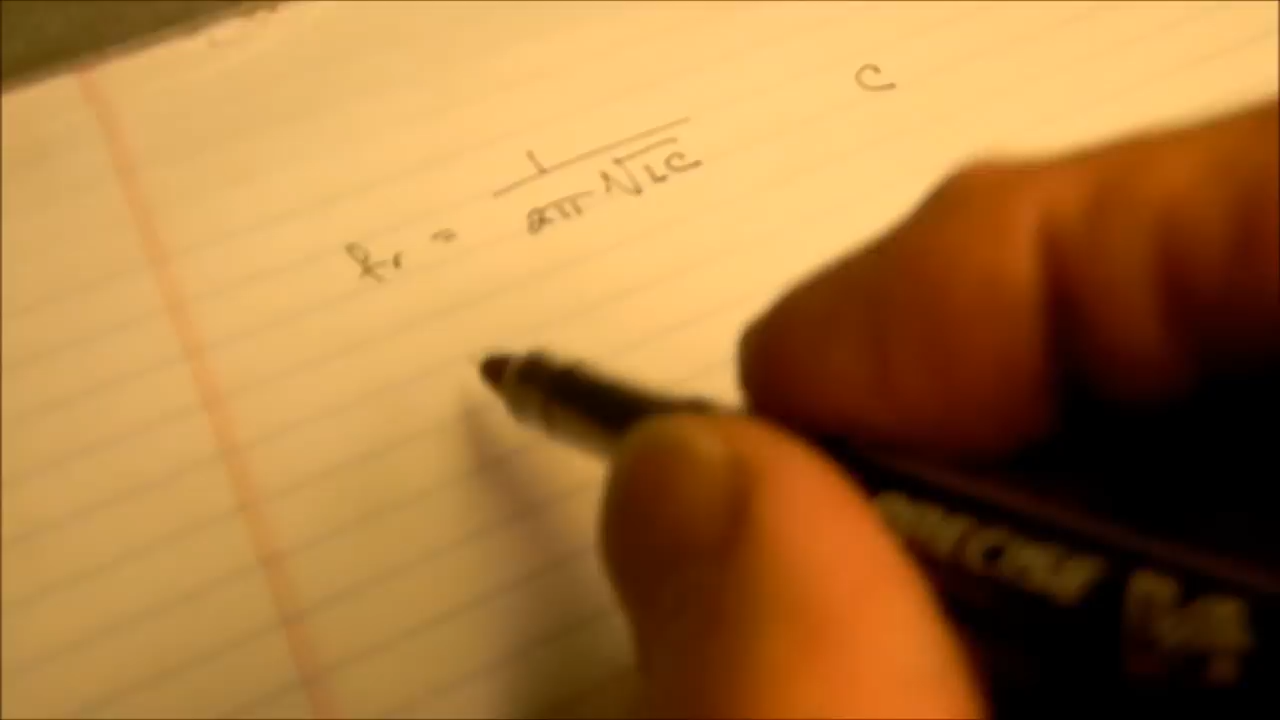 C
fr = 1 / 2π √LC